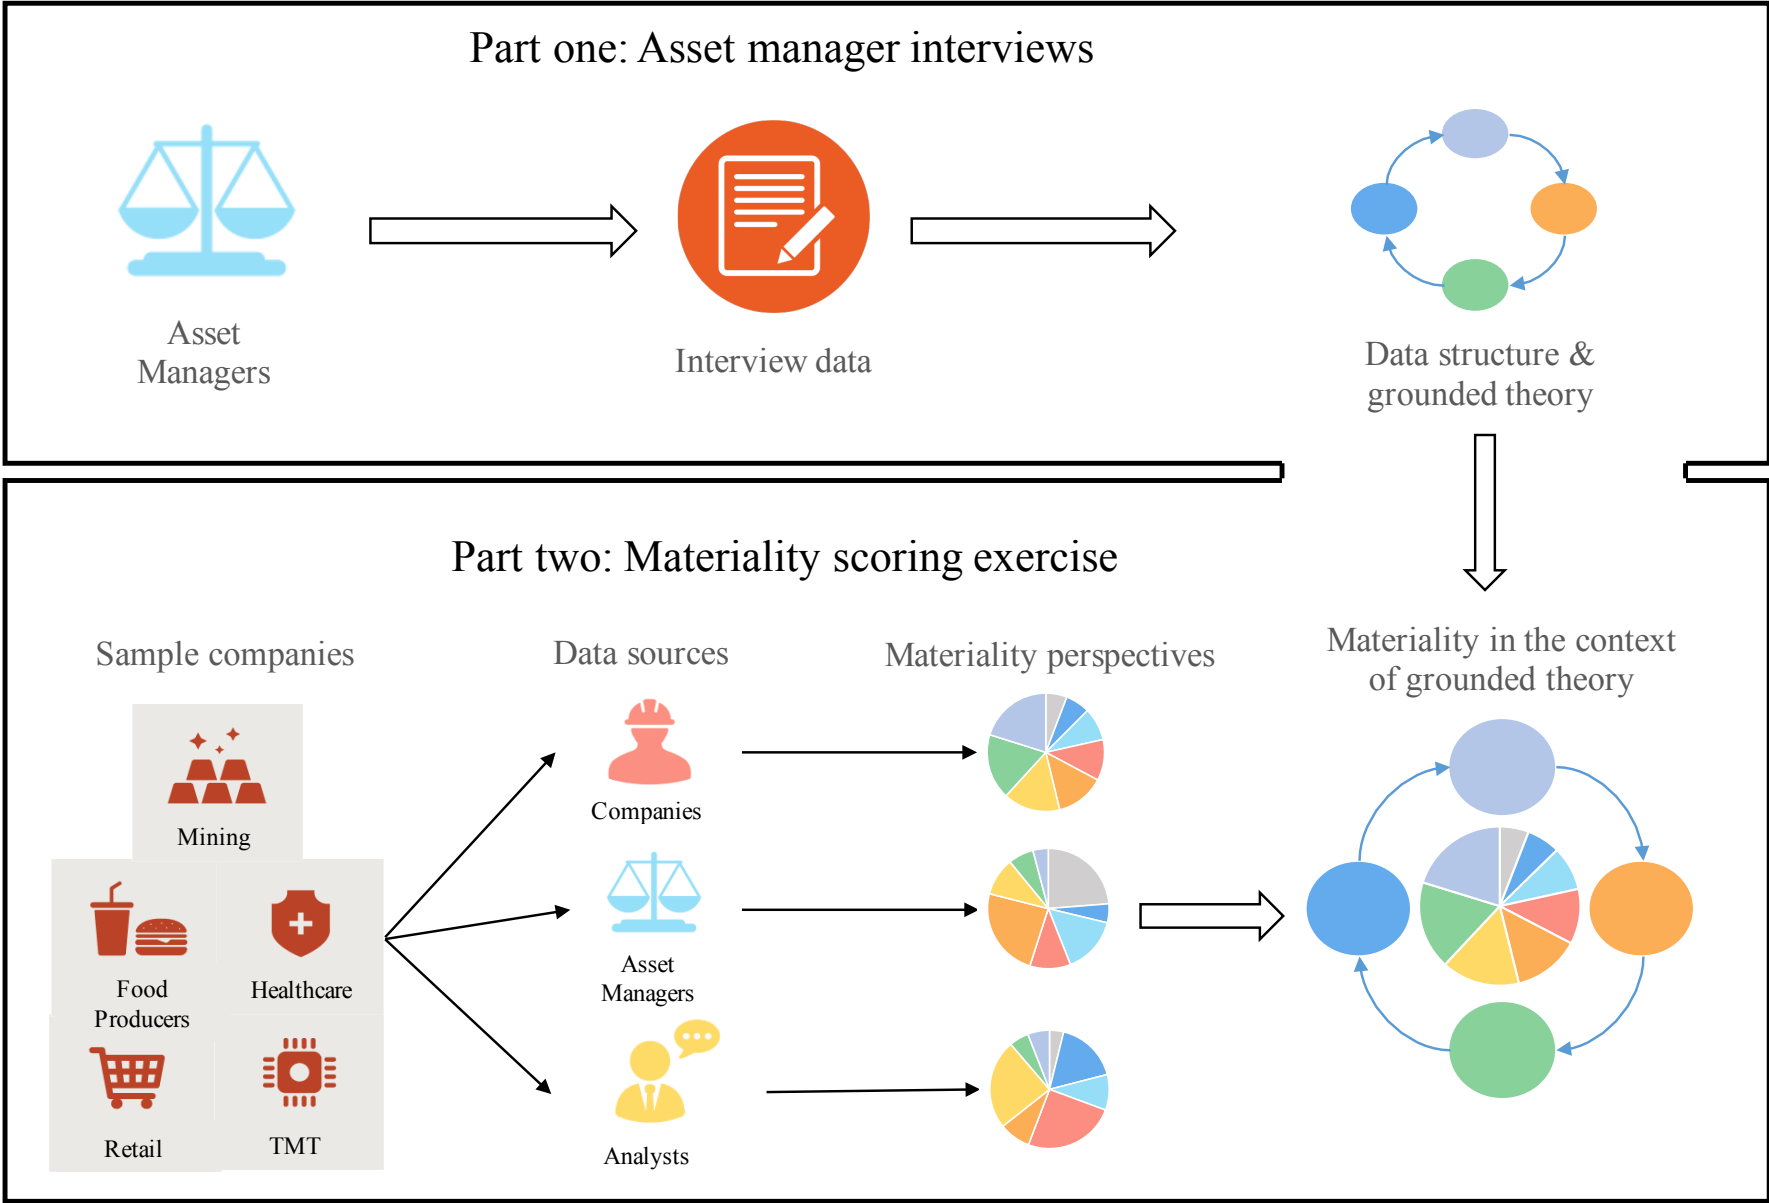 Part one: Asset manager interviews
Asset
Managers
Interview data
Data structure &
grounded theory
Part two: Materiality scoring exercise
Sample companies
Data sources
Materiality perspectives
Materiality in the context
of grounded theory
Mining
Food
Producers
Healthcare
Retail
TMT
Companies
Asset
Managers
Analysts